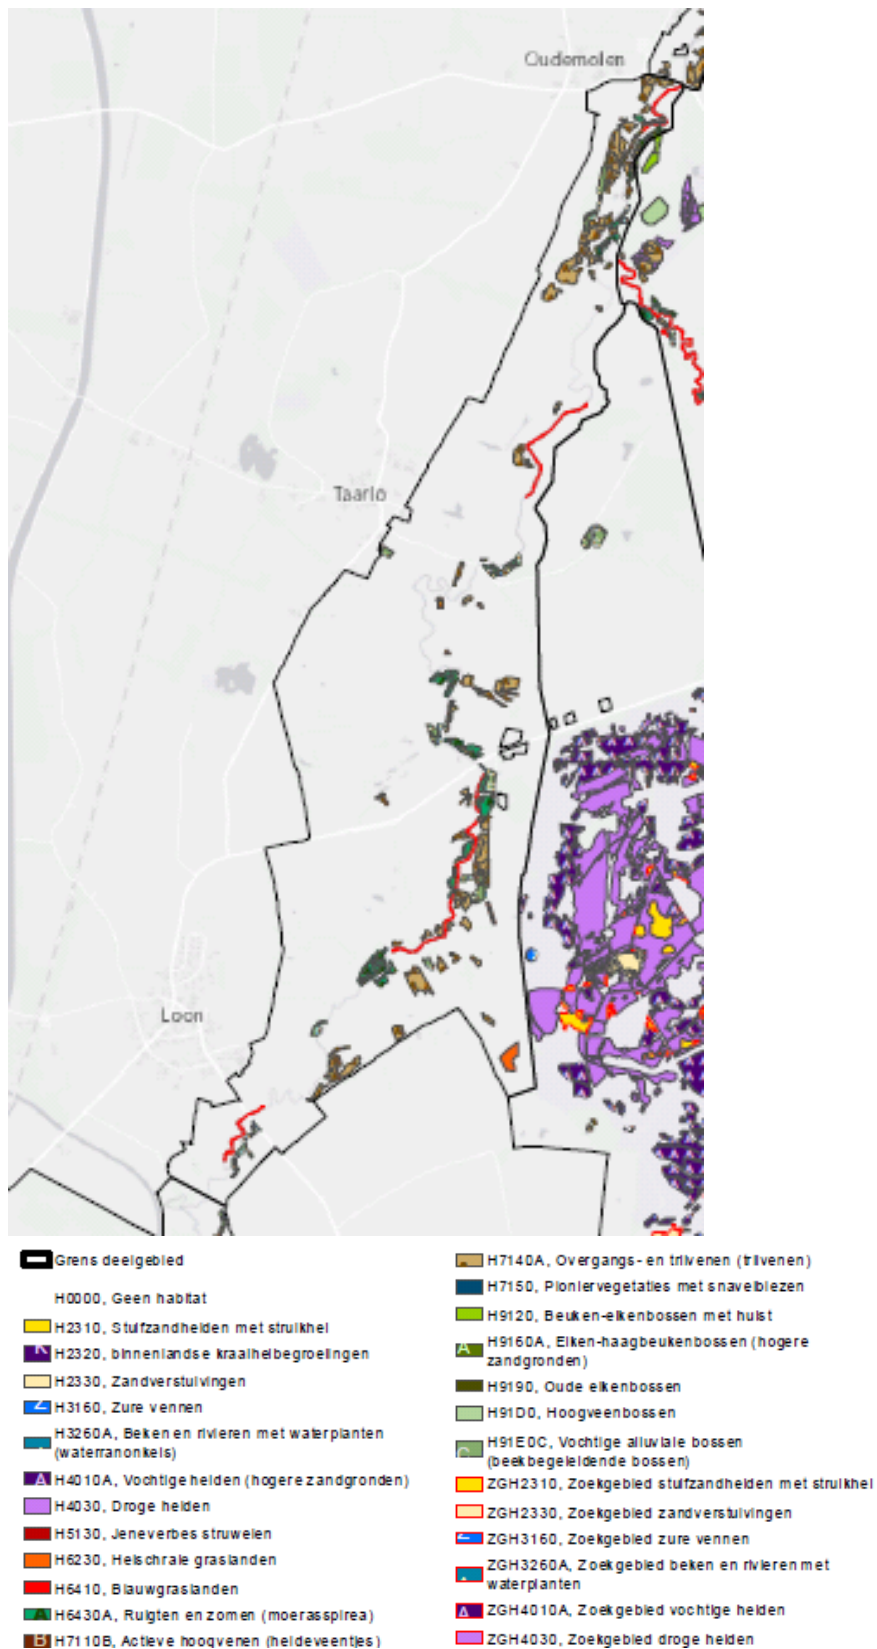 Oudemolen
Taarlo
Loon
Grens deelgebied
H0000, Geen habitat
H2310, Stuifzandheiden met struikhei
H2320, binnenlandse kraaiheibegroeiingen
H2330, Zandverstuivingen
H3160, Zure vennen
H3260A, Beken en rivieren met waterplanten
(waterranonkels)
H4010A, Vochtige heiden (hogere zandgronden)
H4030, Droge heiden
H5130, Jeneverbes struwelen
H6230, Heischrale graslanden
H6410, Blauwgraslanden
H6430A, Ruigten en zomen (moerasspirea)
H7110B, Actieve hoogvenen (heideveentjes)
H7140A, Overgangs- en trilvenen (trilvenen)
H7150, Pioniervegetaties met snavelbiezen
H9120, Beuken-eikenbossen met hulst
H9160A, Eiken-haagbeukenbossen (hogere
zandgronden)
H9190, Oude eikenbossen
H91D0, Hoogveenbossen
H91E0C, Vochtige alluviale bossen
(beekbegeleidende bossen)
ZGH2310, Zoekgebied stuifzandheiden met struikhei
ZGH2330, Zoekgebied zandverstuivingen
ZGH3160, Zoekgebied zure vennen
ZGH3260A, Zoekgebied beken en rivieren met
waterplanten
ZGH4010A, Zoekgebied vochtige heiden
ZGH4030, Zoekgebied droge heiden